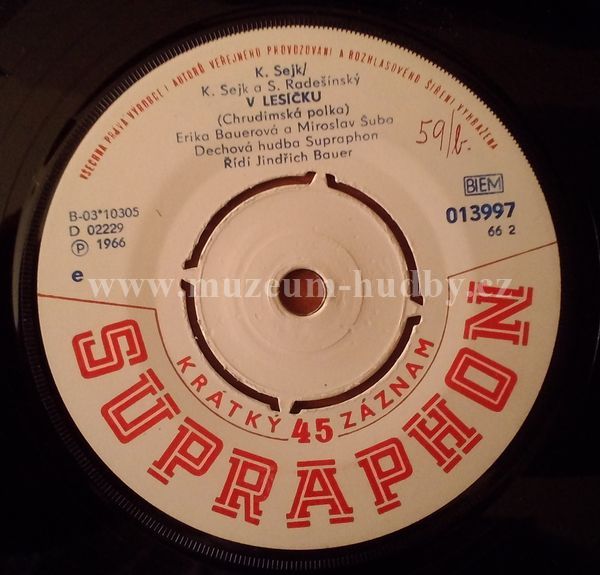 VŠECHNA PRÁVA VÝROBCE I AUTORŮ VEŘEJNÉHO PROVOZOVÁNÍ A ROZHLASOVÉHO ŠÍŘENÍ VYHRAŽENA
K. Sejk/
K. Sejk a S. Radešínský
V LESÍČKU
(Chrudimská polka)
Erika Bauerová a Miroslav Šuba
Dechová hudba Supraphon
Řídí Jindřich Bauer
59/b.
BIEM
B-03*10305
D 02229
P 1966
e
013997
66 2
www.muzeum-hudby.cz
KRÁTKÝ 45 ZÁZNAM
SUPRAPHON